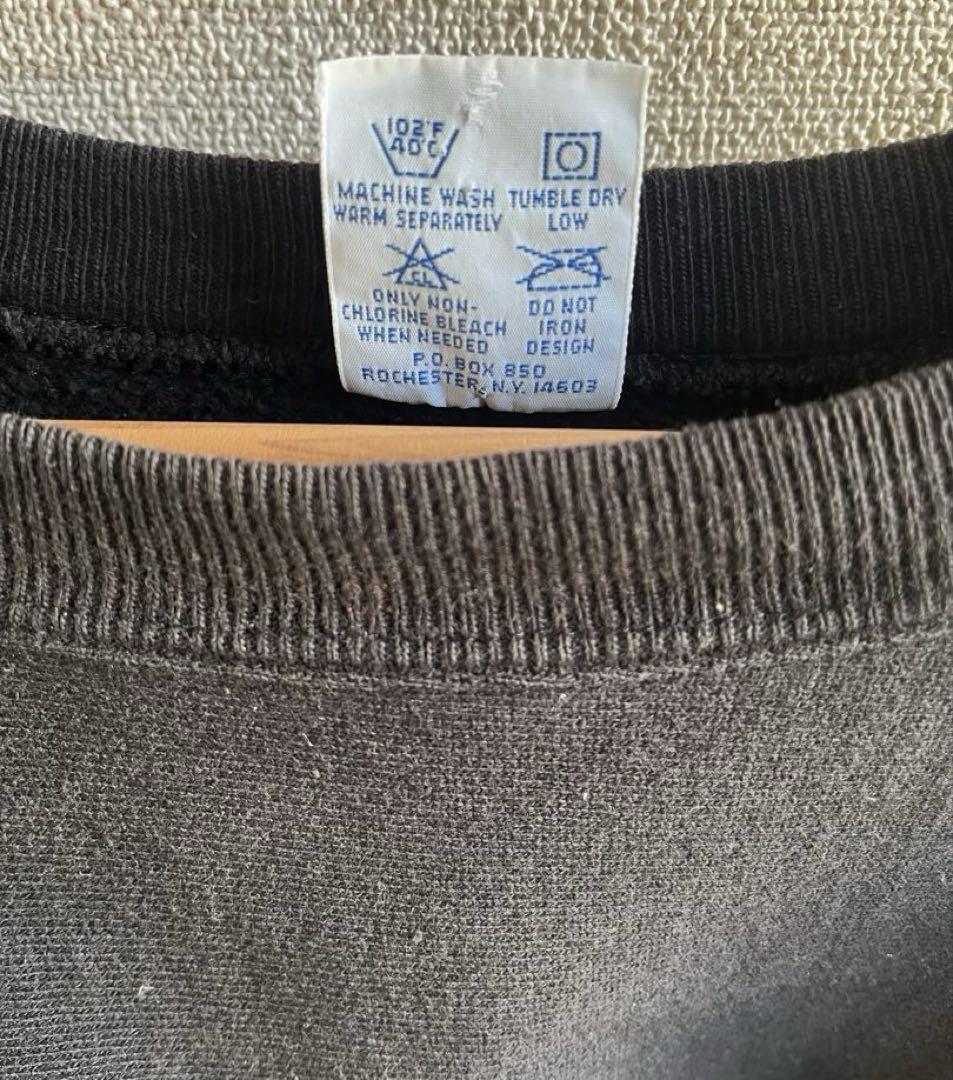 102°F
40°C
MACHINE WASH
WARM SEPARATELY
TUMBLE DRY
LOW
CL
ONLY NON-
CHLORINE BLEACH
WHEN NEEDED
DO NOT
IRON
DESIGN
P.O. BOX 850
ROCHESTER, N.Y. 14603